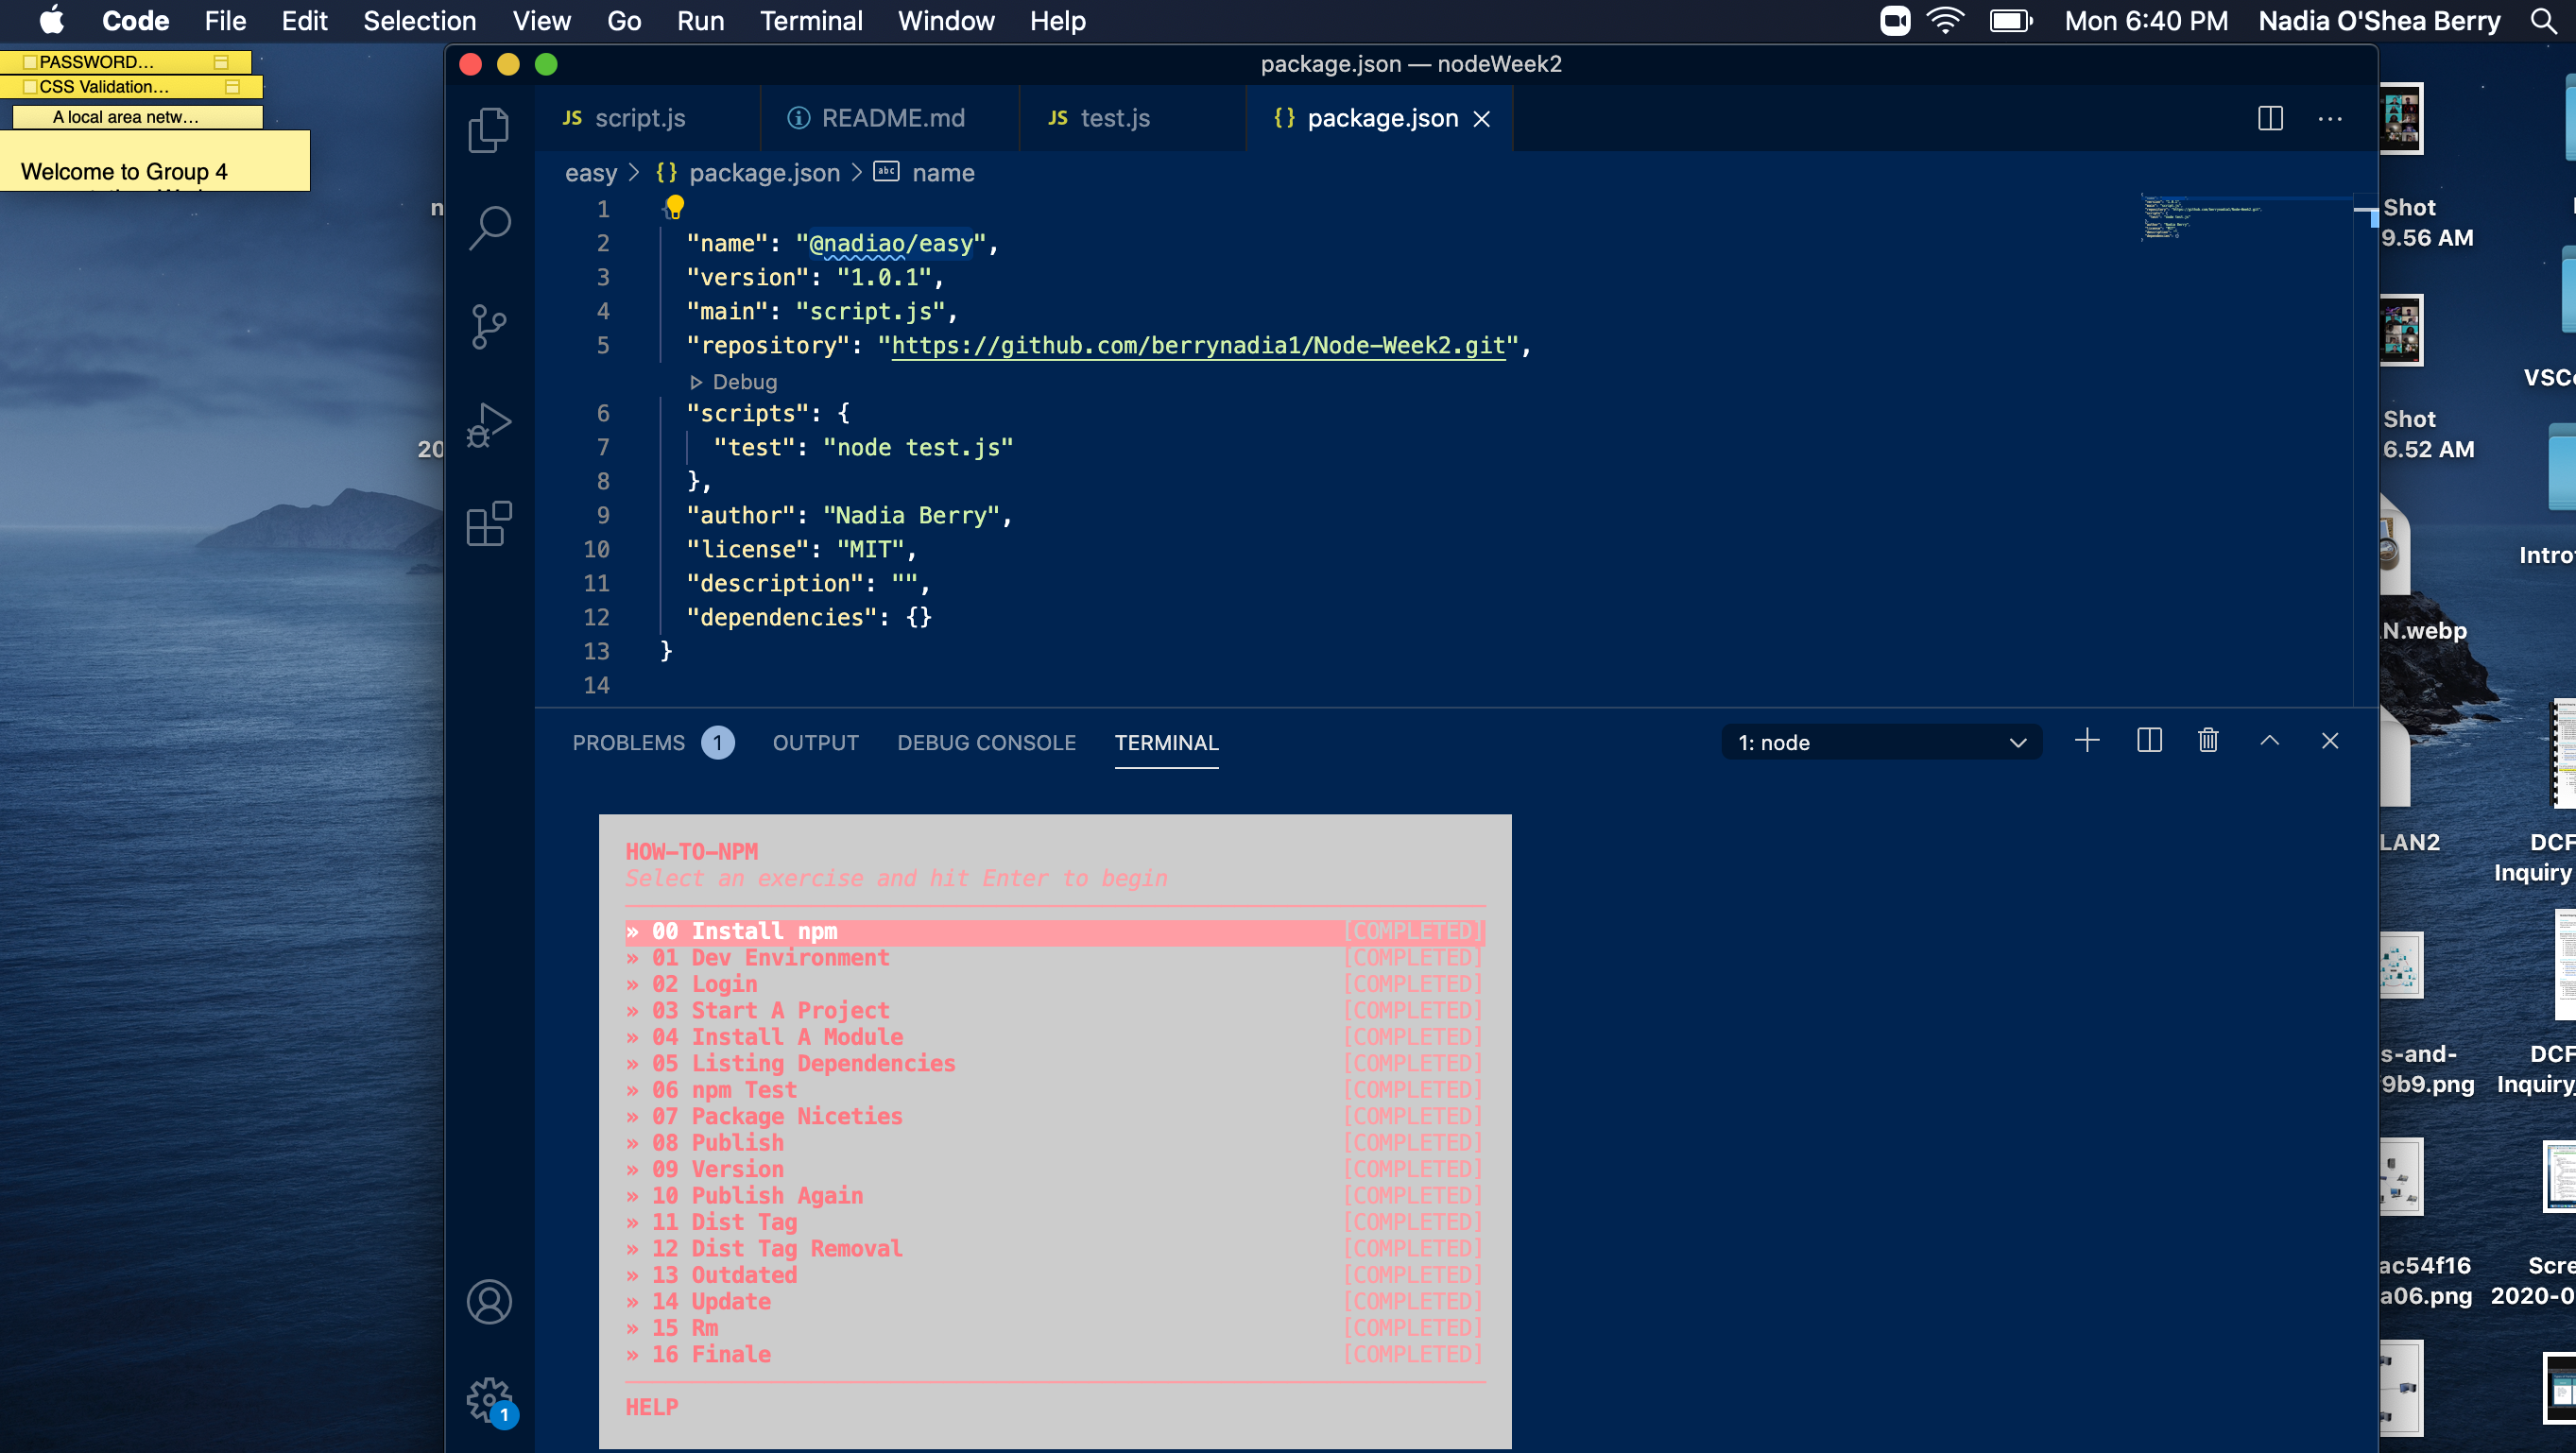 Code File Edit Selection View Go Run Terminal Window Help Mon 6:40 PM Nadia O'Shea Berry
PASSWORD...
CSS Validation...
A local area netw...
Welcome to Group 4
package.json — nodeWeek2
JS script.js README.md JS test.js {} package.json
easy > {} package.json > abc name
1 {
2 "name": "@nadiao/easy",
3 "version": "1.0.1",
4 "main": "script.js",
5 "repository": "https://github.com/berrynadia1/Node-Week2.git",
Debug
6 "scripts": {
7 "test": "node test.js"
8 },
9 "author": "Nadia Berry",
10 "license": "MIT",
11 "description": "",
12 "dependencies": {}
13 }
14
PROBLEMS 1 OUTPUT DEBUG CONSOLE TERMINAL 1: node
HOW-TO-NPM
Select an exercise and hit Enter to begin
» 00 Install npm [COMPLETED]
» 01 Dev Environment [COMPLETED]
» 02 Login [COMPLETED]
» 03 Start A Project [COMPLETED]
» 04 Install A Module [COMPLETED]
» 05 Listing Dependencies [COMPLETED]
» 06 npm Test [COMPLETED]
» 07 Package Niceties [COMPLETED]
» 08 Publish [COMPLETED]
» 09 Version [COMPLETED]
» 10 Publish Again [COMPLETED]
» 11 Dist Tag [COMPLETED]
» 12 Dist Tag Removal [COMPLETED]
» 13 Outdated [COMPLETED]
» 14 Update [COMPLETED]
» 15 Rm [COMPLETED]
» 16 Finale [COMPLETED]
HELP
1
n
20
Shot
9.56 AM
VSC
Shot
6.52 AM
Intro
N.webp
LAN2
DCF
Inquiry
s-and-
9b9.png
DCF
Inquiry_
ac54f16
a06.png
Scre
2020-0